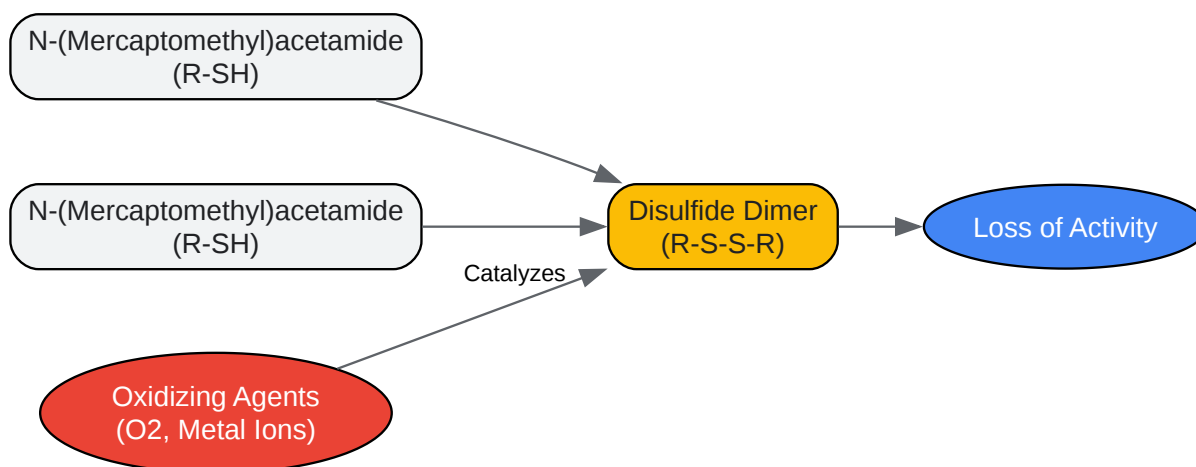 N-(Mercaptomethyl)acetamide
(R-SH)
N-(Mercaptomethyl)acetamide
(R-SH)
Disulfide Dimer
(R-S-S-R)
Loss of Activity
Catalyzes
Oxidizing Agents
(O2, Metal Ions)